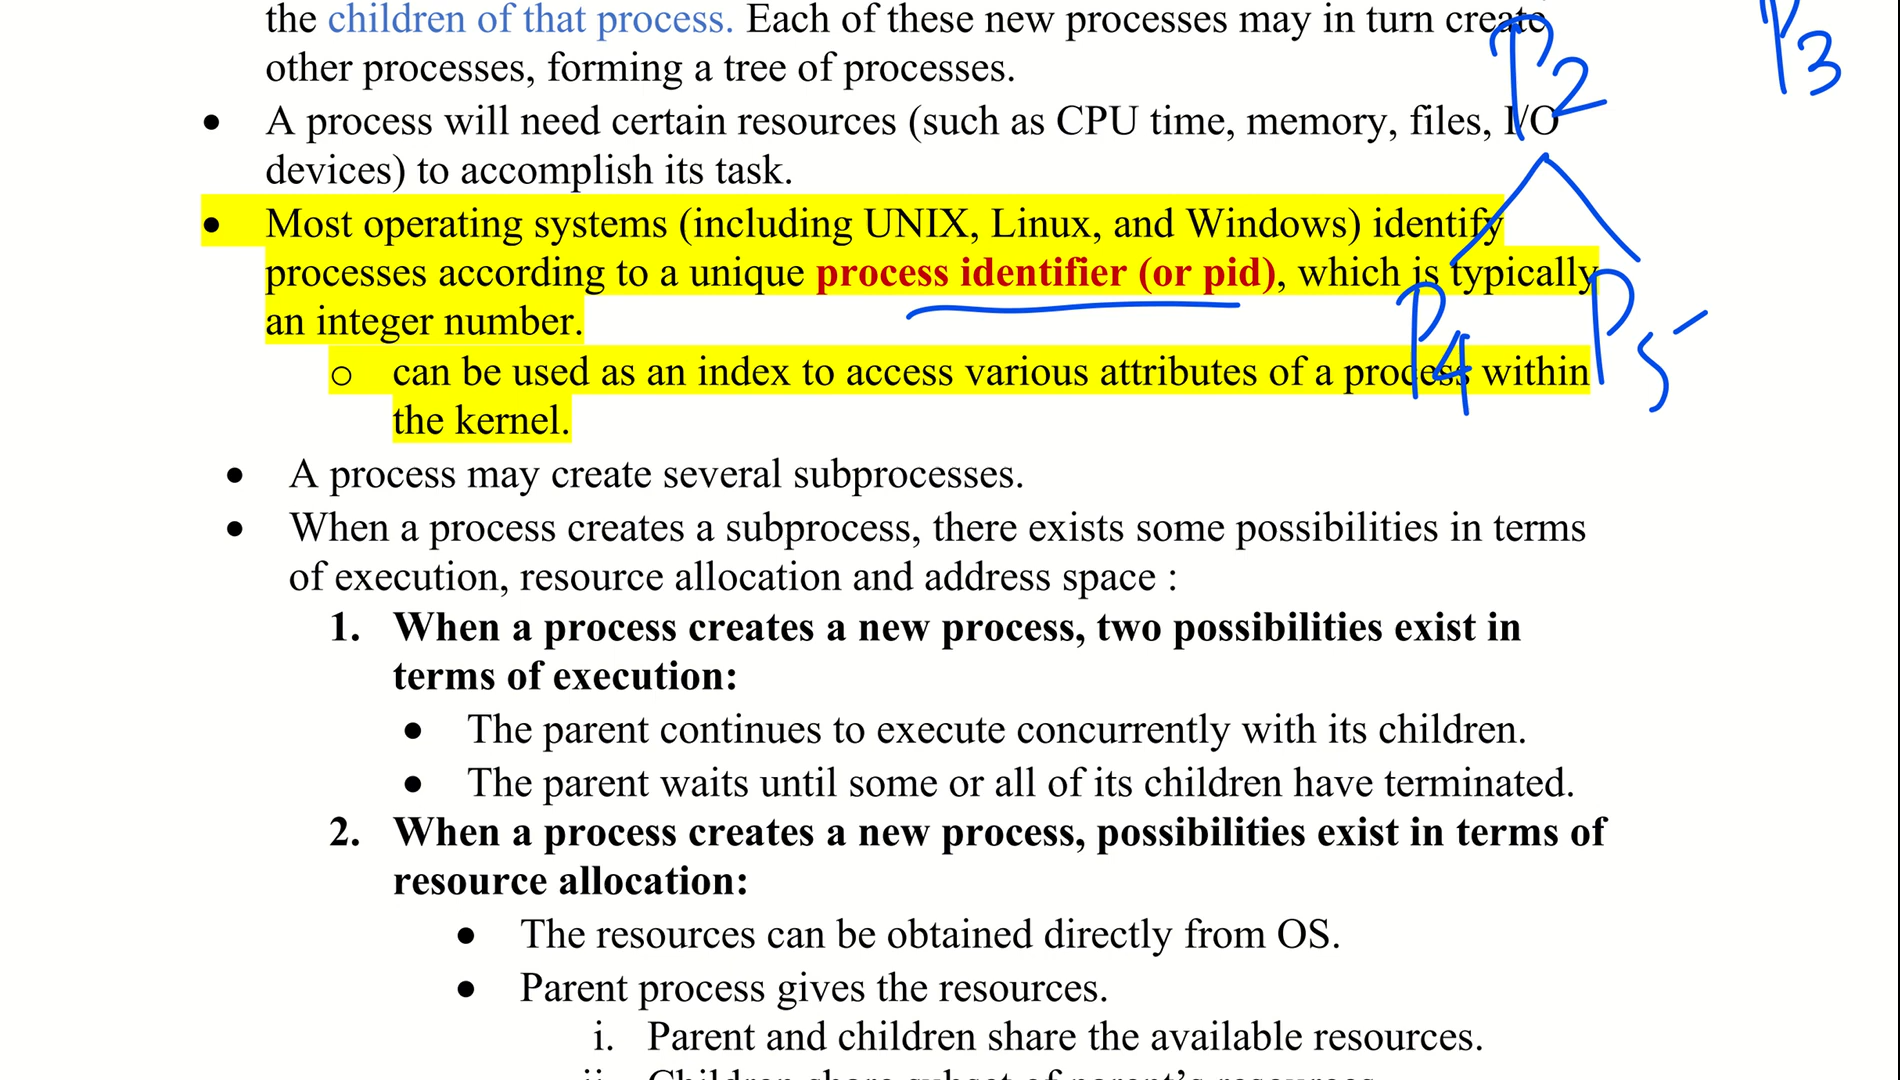 the children of that process. Each of these new processes may in turn create
other processes, forming a tree of processes.
P2
P3
• A process will need certain resources (such as CPU time, memory, files, I/O
devices) to accomplish its task.
• Most operating systems (including UNIX, Linux, and Windows) identify
processes according to a unique process identifier (or pid), which is typically
an integer number.
P4
P5
o can be used as an index to access various attributes of a process within
the kernel.
• A process may create several subprocesses.
• When a process creates a subprocess, there exists some possibilities in terms
of execution, resource allocation and address space :
1. When a process creates a new process, two possibilities exist in
terms of execution:
• The parent continues to execute concurrently with its children.
• The parent waits until some or all of its children have terminated.
2. When a process creates a new process, possibilities exist in terms of
resource allocation:
• The resources can be obtained directly from OS.
• Parent process gives the resources.
i. Parent and children share the available resources.
ii. Children share subset of parent's resources